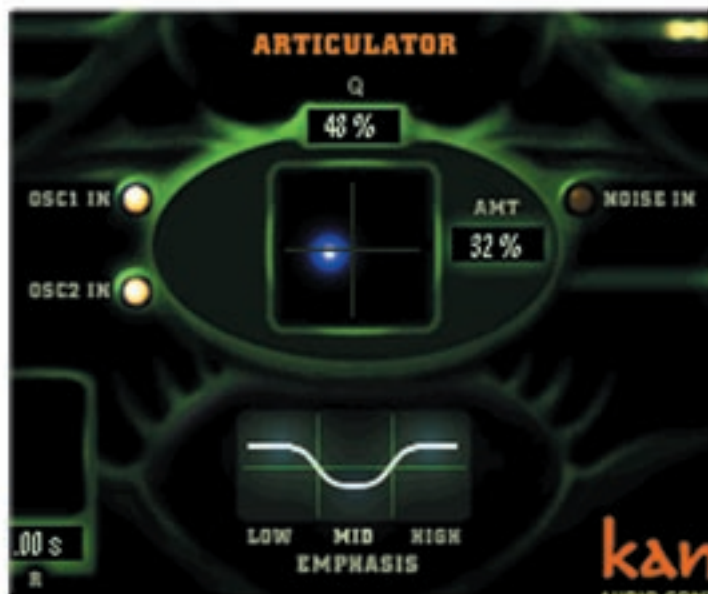 ARTICULATOR
Q
48 %
OSC1 IN
NOISE IN
AMT
32 %
OSC2 IN
LOW MID HIGH
EMPHASIS
.00 s
R
kan